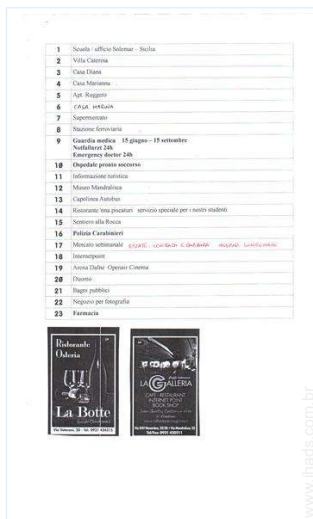 1 Scuola / ufficio Solemar – Sicilia
2 Villa Caterina
3 Casa Diana
4 Casa Marianna
5 Apt. Ruggero
6 CASA MARINA
7 Supermercato
8 Stazione ferroviaria
9 Guardia medica 15 giugno – 15 settembre
Notfallarzt 24h
Emergency doctor 24h
10 Ospedale pronto soccorso
11 Informazione turistica
12 Museo Mandralisca
13 Capolinea Autobus
14 Ristorante 'nna piscaturi servizio speciale per i nostri studenti
15 Sentiero alla Rocca
16 Polizia Carabinieri
17 Mercato settimanale
18 Internetpoint
19 Arena Dafne Operaio Cinema
20 Duomo
21 Bagni pubblici
22 Negozio per fotografia
23 Farmacia
Ristorante
Osteria
La Botte
LA GALLERIA
CAFE - RESTAURANT
INTERNET POINT
BOOK SHOP
www.ihads.com.br